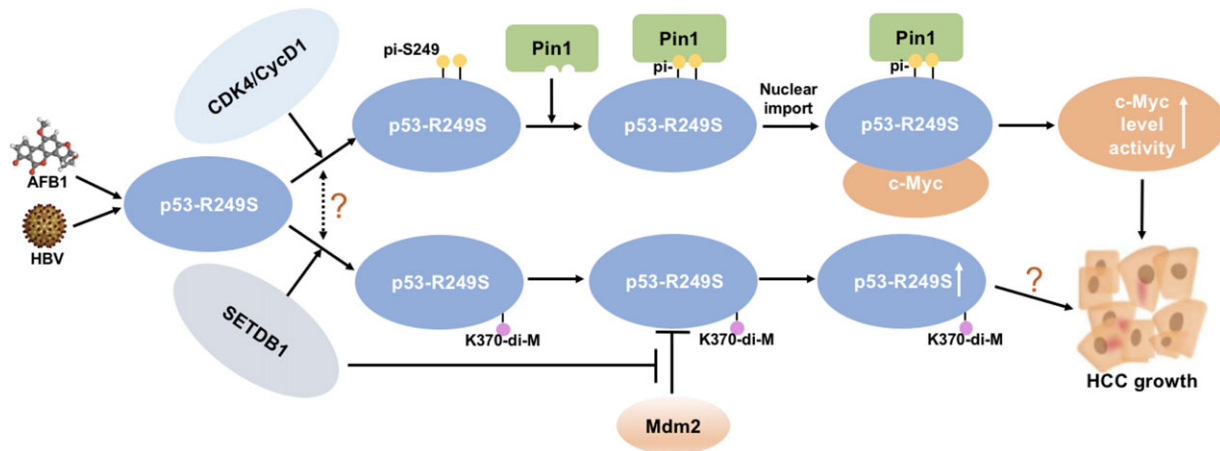 AFB1
HBV
p53-R249S
CDK4/CycD1
SETDB1
?
pi-S249
p53-R249S
Pin1
Pin1
pi-
p53-R249S
Nuclear
import
Pin1
pi-
p53-R249S
c-Myc
c-Myc
level
activity
p53-R249S
K370-di-M
p53-R249S
K370-di-M
Mdm2
p53-R249S
K370-di-M
?
HCC growth